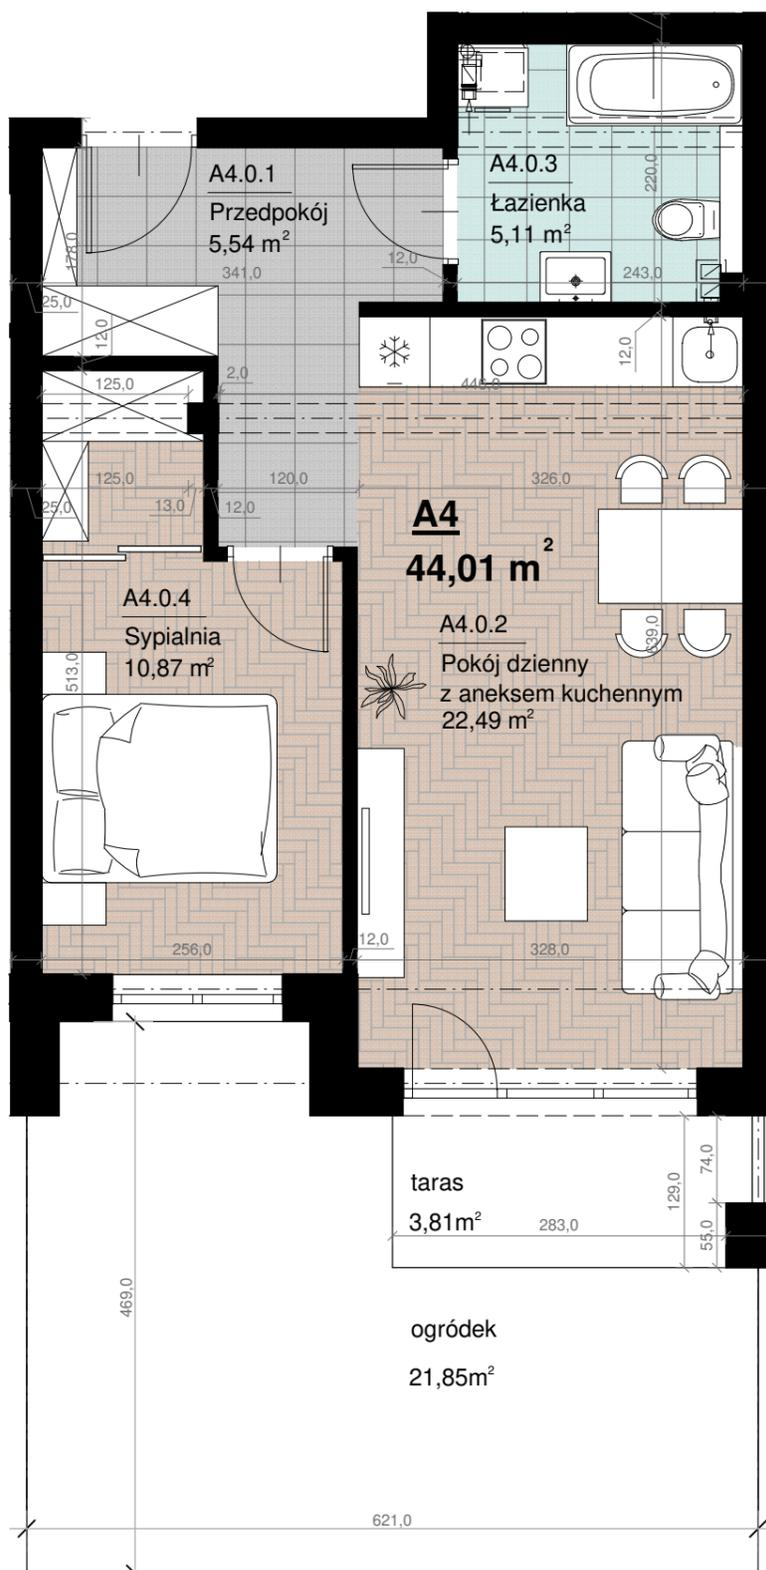 A4.0.1
Przedpokój
5,54 m²
A4.0.3
Łazienka
5,11 m²
220,0
178,0
341,0
12,0
243,0
25,0
12,0
12,0
125,0
2,0
446,0
125,0
120,0
326,0
25,0
13,0
12,0
A4
44,01 m²
A4.0.4
Sypialnia
10,87 m²
A4.0.2
Pokój dzienny
z aneksem kuchennym
22,49 m²
639,0
513,0
256,0
12,0
328,0
taras
3,81m²
283,0
129,0
74,0
55,0
469,0
ogródek
21,85m²
621,0